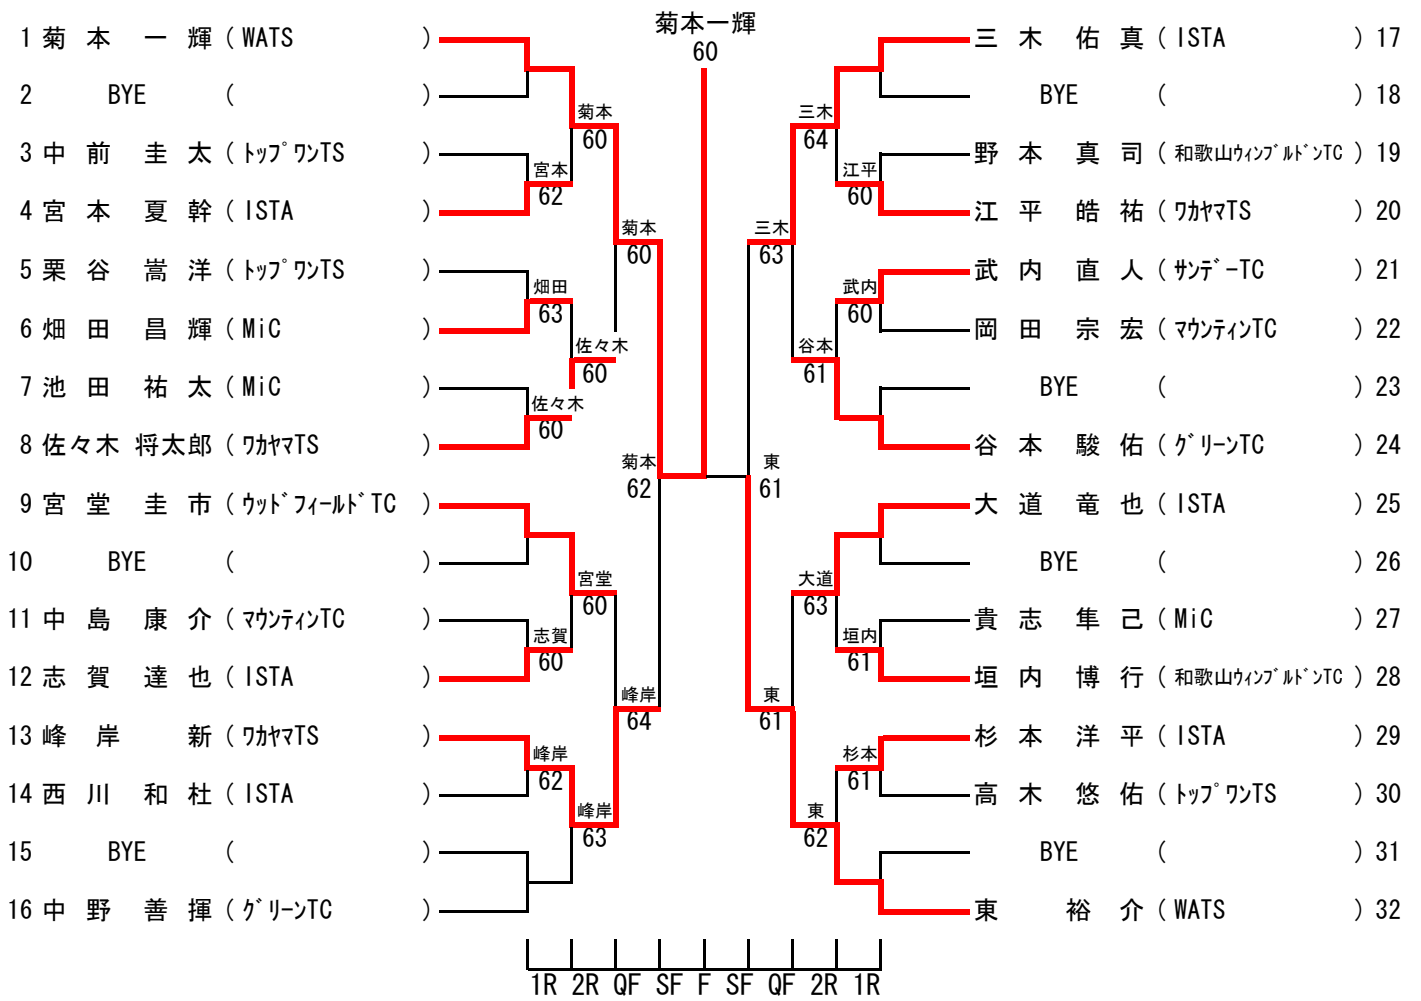 菊本一輝
60
1 菊本 一輝 ( WATS )
2 BYE ( )
3 中前 圭太 ( ﾄｯﾌﾟﾜﾝTS )
4 宮本 夏幹 ( ISTA )
5 栗谷 嵩洋 ( ﾄｯﾌﾟﾜﾝTS )
6 畑田 昌輝 ( MiC )
7 池田 祐太 ( MiC )
8 佐々木 将太郎 ( ﾜｶﾔﾏTS )
9 宮堂 圭市 ( ｳｯﾄﾞﾌｨｰﾙﾄﾞTC )
10 BYE ( )
11 中島 康介 ( ﾏｳﾝﾃｨﾝTC )
12 志賀 達也 ( ISTA )
13 峰岸 新 ( ﾜｶﾔﾏTS )
14 西川 和杜 ( ISTA )
15 BYE ( )
16 中野 善揮 ( ｸﾞﾘｰﾝTC )
宮本
62
畑田
63
佐々木
60
志賀
60
峰岸
62
菊本
60
佐々木
60
宮堂
60
峰岸
63
菊本
60
峰岸
64
菊本
62
東
61
三木
63
東
61
三木
64
谷本
61
大道
63
東
62
江平
60
武内
60
垣内
61
杉本
61
三木 佑真 ( ISTA ) 17
BYE ( ) 18
野本 真司 ( 和歌山ｳｨﾝﾌﾞﾙﾄﾞﾝTC ) 19
江平 皓祐 ( ﾜｶﾔﾏTS ) 20
武内 直人 ( ｻﾝﾃﾞｰTC ) 21
岡田 宗宏 ( ﾏｳﾝﾃｨﾝTC ) 22
BYE ( ) 23
谷本 駿佑 ( ｸﾞﾘｰﾝTC ) 24
大道 竜也 ( ISTA ) 25
BYE ( ) 26
貴志 隼己 ( MiC ) 27
垣内 博行 ( 和歌山ｳｨﾝﾌﾞﾙﾄﾞﾝTC ) 28
杉本 洋平 ( ISTA ) 29
高木 悠佑 ( ﾄｯﾌﾟﾜﾝTS ) 30
BYE ( ) 31
東 裕介 ( WATS ) 32
1R 2R QF SF F SF QF 2R 1R